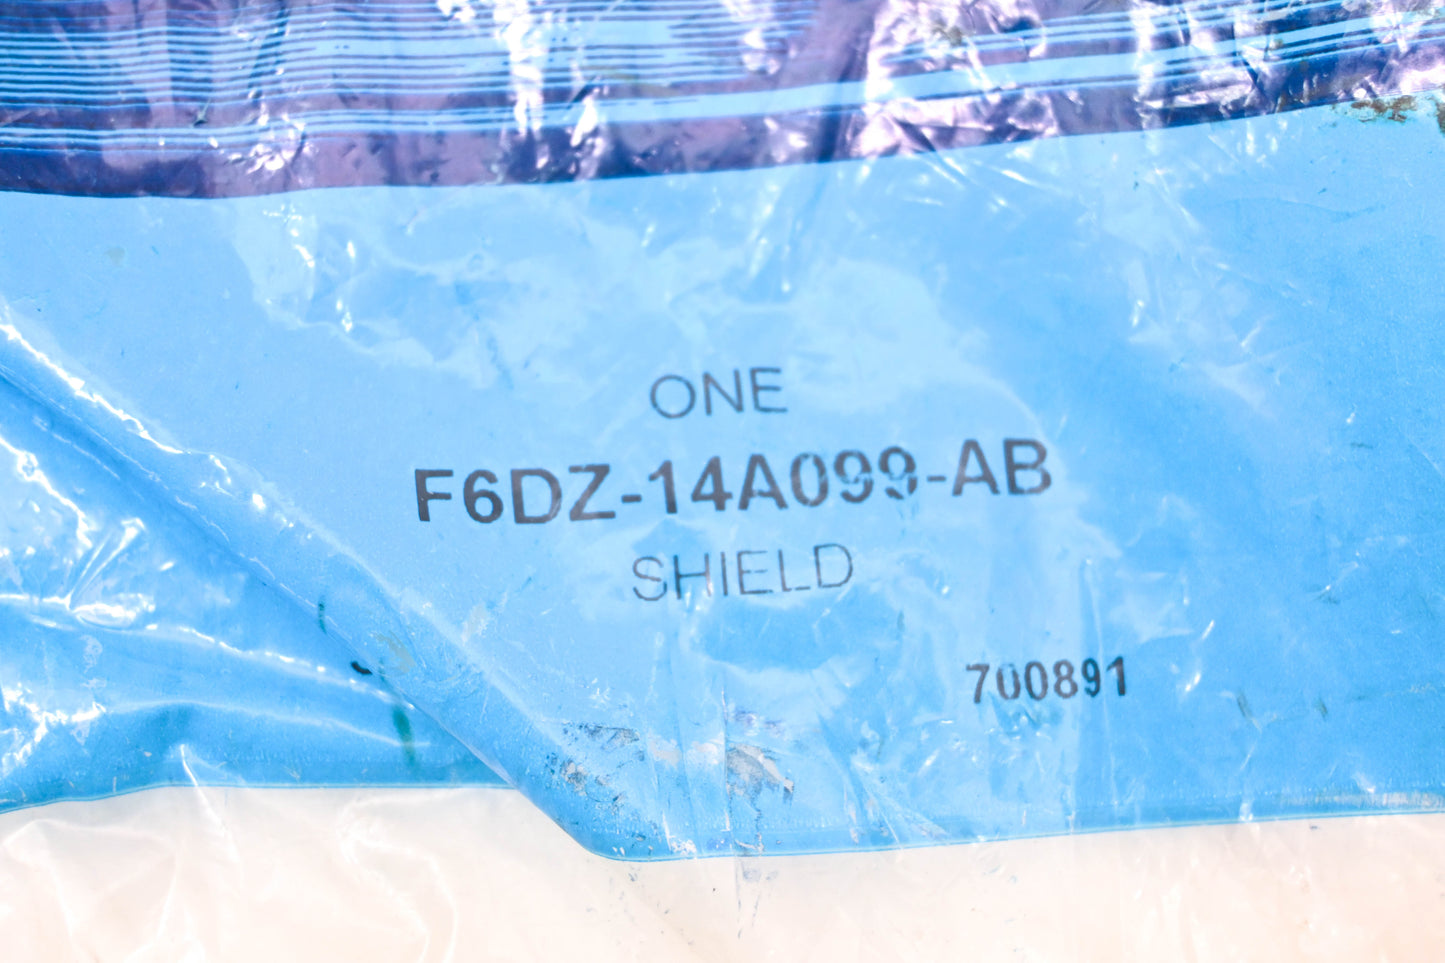 ONE
F6DZ-14A099-AB
SHIELD
700891